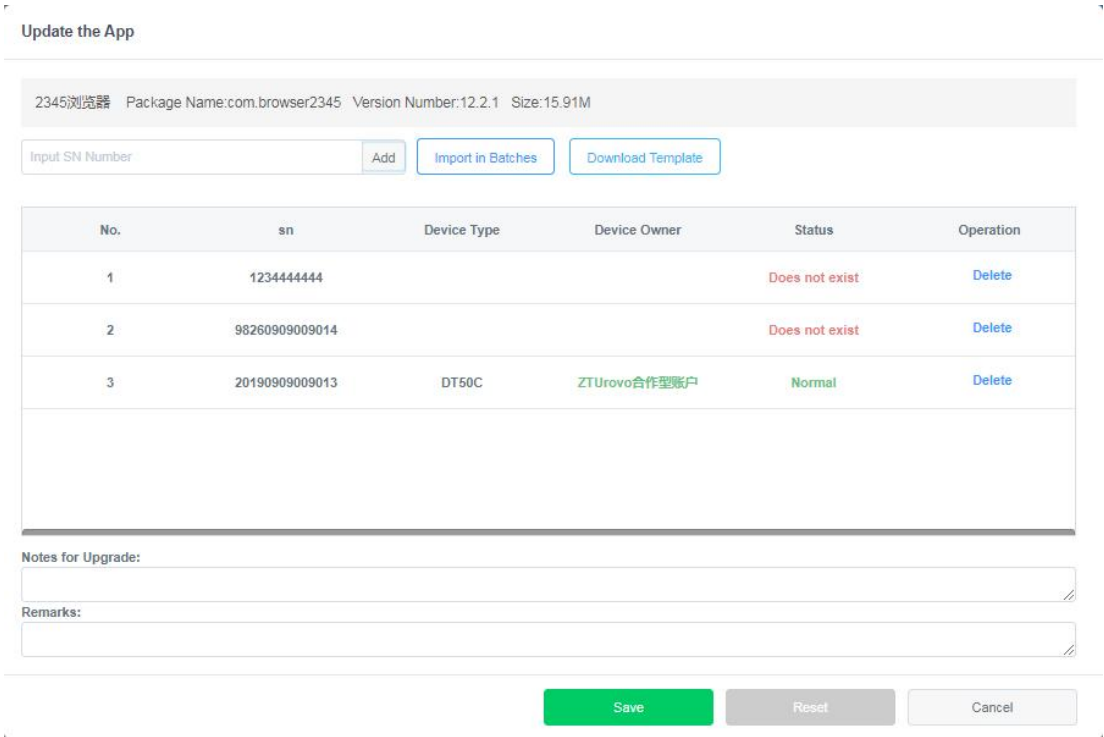 Update the App
2345浏览器 Package Name:com.browser2345 Version Number:12.2.1 Size:15.91M
Input SN Number Add Import in Batches Download Template
No. sn Device Type Device Owner Status Operation
1 1234444444 Does not exist Delete
2 98260909009014 Does not exist Delete
3 20190909009013 DT50C ZTUrovo合作型账户 Normal Delete
Notes for Upgrade:
Remarks:
Save Reset Cancel